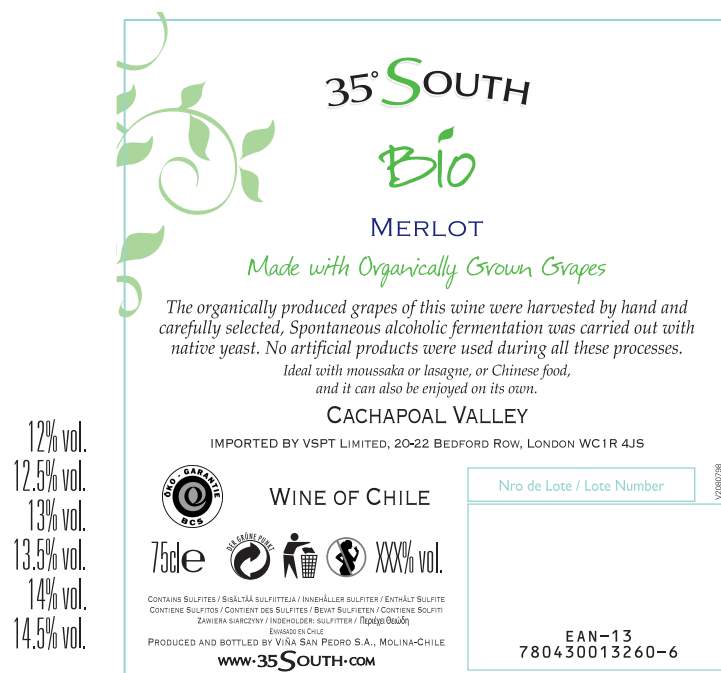 35° SOUTH
Bio
MERLOT
Made with Organically Grown Grapes
The organically produced grapes of this wine were harvested by hand and
carefully selected, Spontaneous alcoholic fermentation was carried out with
native yeast. No artificial products were used during all these processes.
Ideal with moussaka or lasagne, or Chinese food,
and it can also be enjoyed on its own.
CACHAPOAL VALLEY
IMPORTED BY VSPT LIMITED, 20-22 BEDFORD ROW, LONDON WC1R 4JS
12% vol.
12.5% vol.
13% vol.
13.5% vol.
14% vol.
14.5% vol.
ÖKO - GARANTIE
BCS
WINE OF CHILE
Nro de Lote / Lote Number
V2080798
75cl e
DER GRÜNE PUNKT
XXX% vol.
CONTAINS SULFITES / SISÄLTÄÄ SULFIITTEJA / INNEHÅLLER SULFITER / ENTHÄLT SULFITE
CONTIENE SULFITOS / CONTIENT DES SULFITES / BEVAT SULFIETEN / CONTIENE SOLFITI
ZAWIERA SIARCZYNY / INDEHOLDER: SULFITTER / Περιέχει Θειώδη
ENVASADO EN CHILE
PRODUCED AND BOTTLED BY VIÑA SAN PEDRO S.A., MOLINA-CHILE
WWW·35SOUTH·COM
EAN-13
780430013260-6